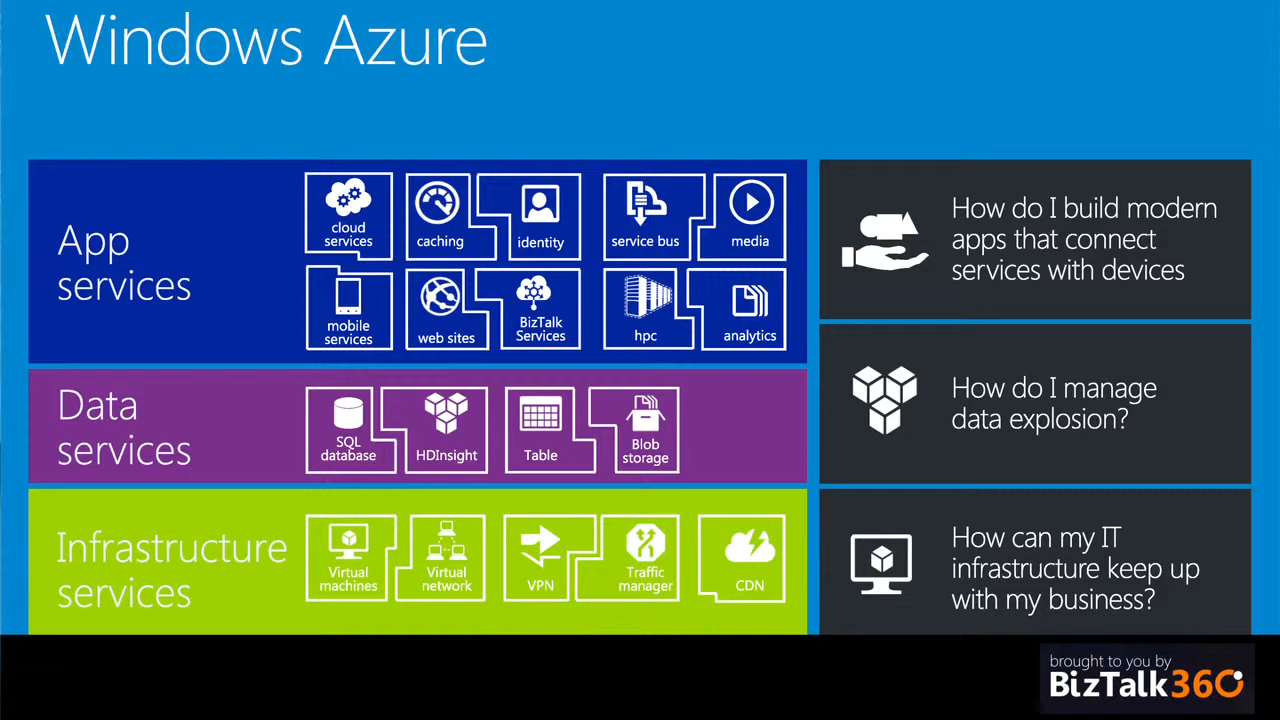 Windows Azure
App
services
cloud
services
caching
identity
service bus
media
mobile
services
web sites
BizTalk
Services
hpc
analytics
How do I build modern
apps that connect
services with devices
Data
services
SQL
database
HDInsight
Table
Blob
storage
How do I manage
data explosion?
Infrastructure
services
Virtual
machines
Virtual
network
VPN
Traffic
manager
CDN
How can my IT
infrastructure keep up
with my business?
brought to you by
BizTalk360